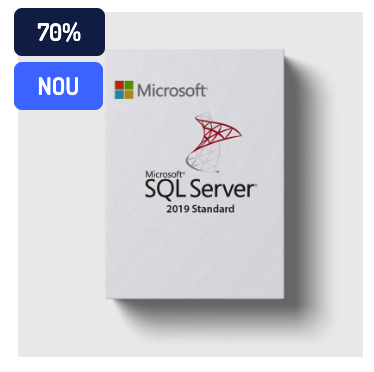 70%
NOU
Microsoft
Microsoft®
SQL Server®
2019 Standard